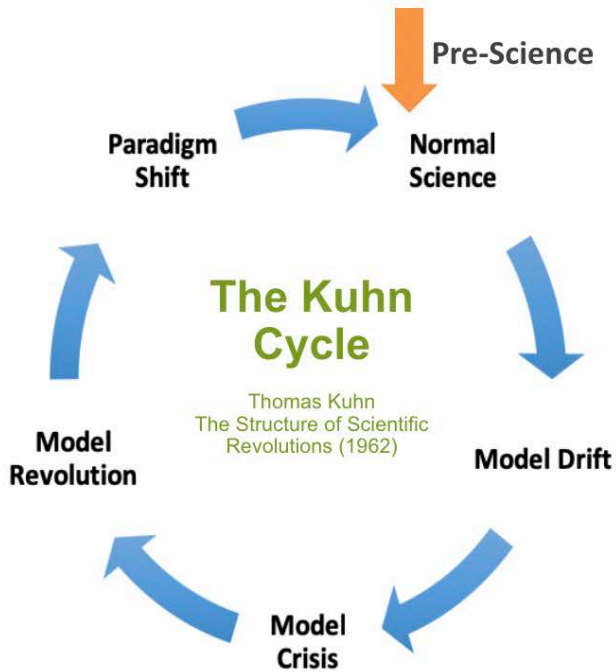 Pre-Science
Normal
Science
Model Drift
Model
Crisis
Model
Revolution
Paradigm
Shift
The Kuhn
Cycle
Thomas Kuhn
The Structure of Scientific
Revolutions (1962)